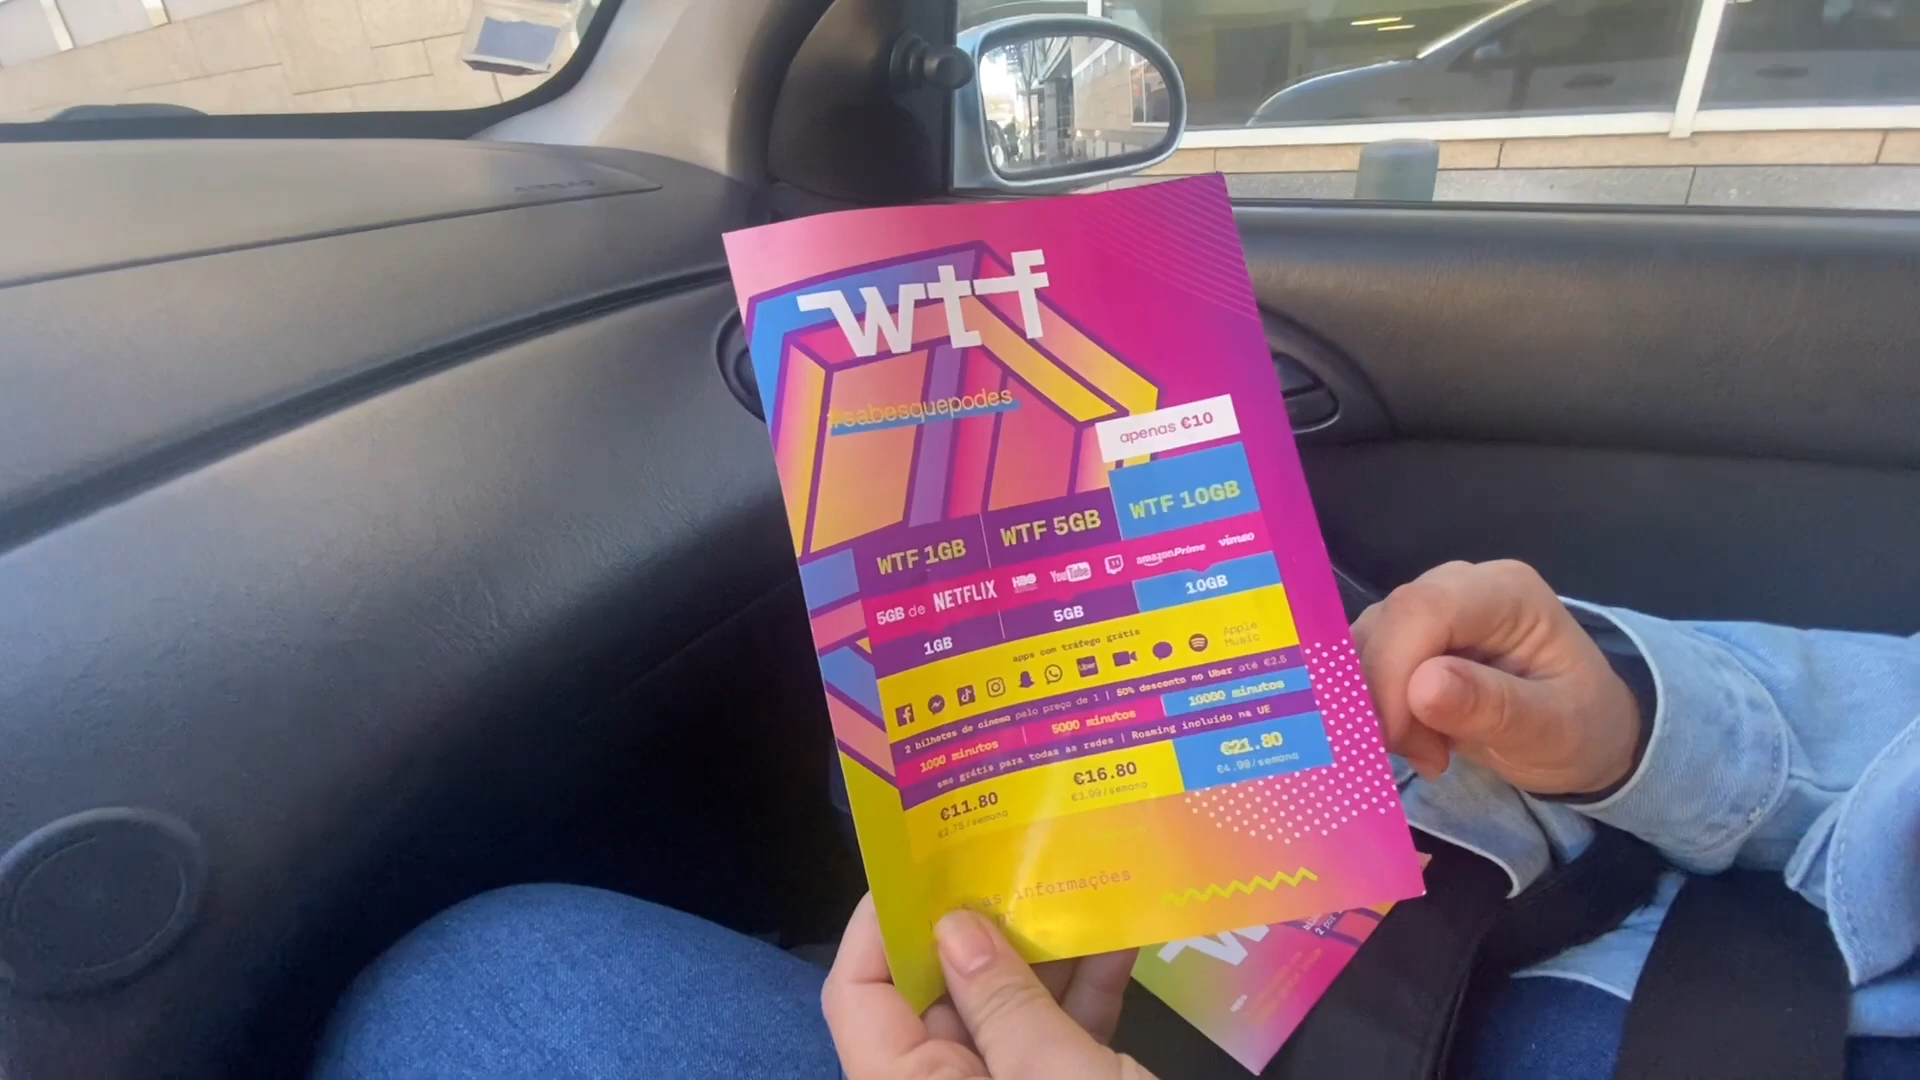 wtf
#sabesquepodes
apenas €10
WTF 1GB
WTF 5GB
WTF 10GB
5GB de NETFLIX HBO YouTube amazonPrime vimeo
1GB
5GB
10GB
apps com tráfego grátis
Uber
Apple Music
2 bilhetes de cinema pelo preço de 1 | 50% desconto no Uber até €2.5
1000 minutos
5000 minutos
10000 minutos
sms grátis para todas as redes | Roaming incluído na UE
€11.80
€2.75/semana
€16.80
€3.99/semana
€21.80
€4.99/semana
as informações